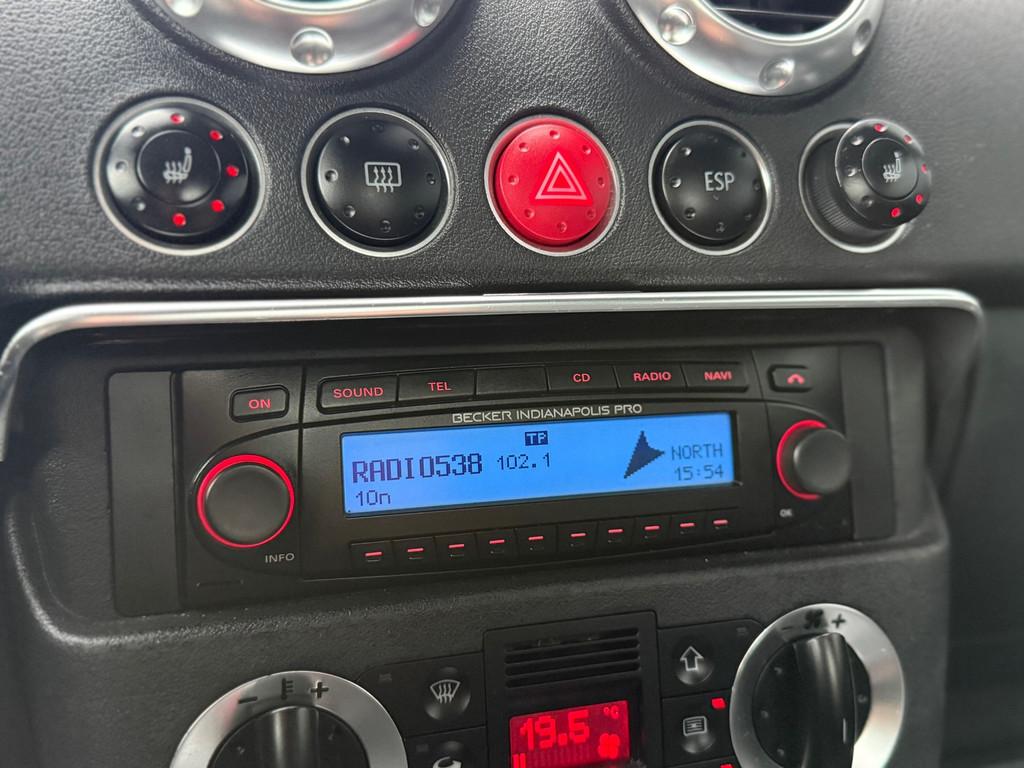 ESP
ON
SOUND
TEL
CD
RADIO
NAVI
BECKER INDIANAPOLIS PRO
TP
RADIO538 102.1
NORTH
10n
15:54
INFO
OK
- +
- +
19.5 °C